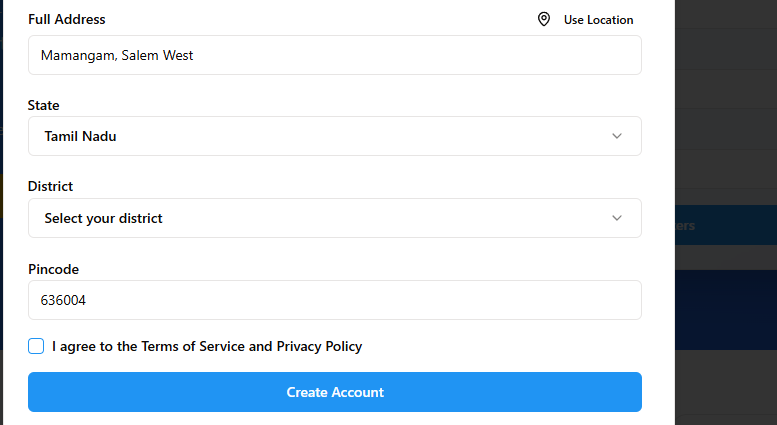 Full Address
Use Location
Mamangam, Salem West
State
Tamil Nadu
District
Select your district
Pincode
636004
I agree to the Terms of Service and Privacy Policy
Create Account